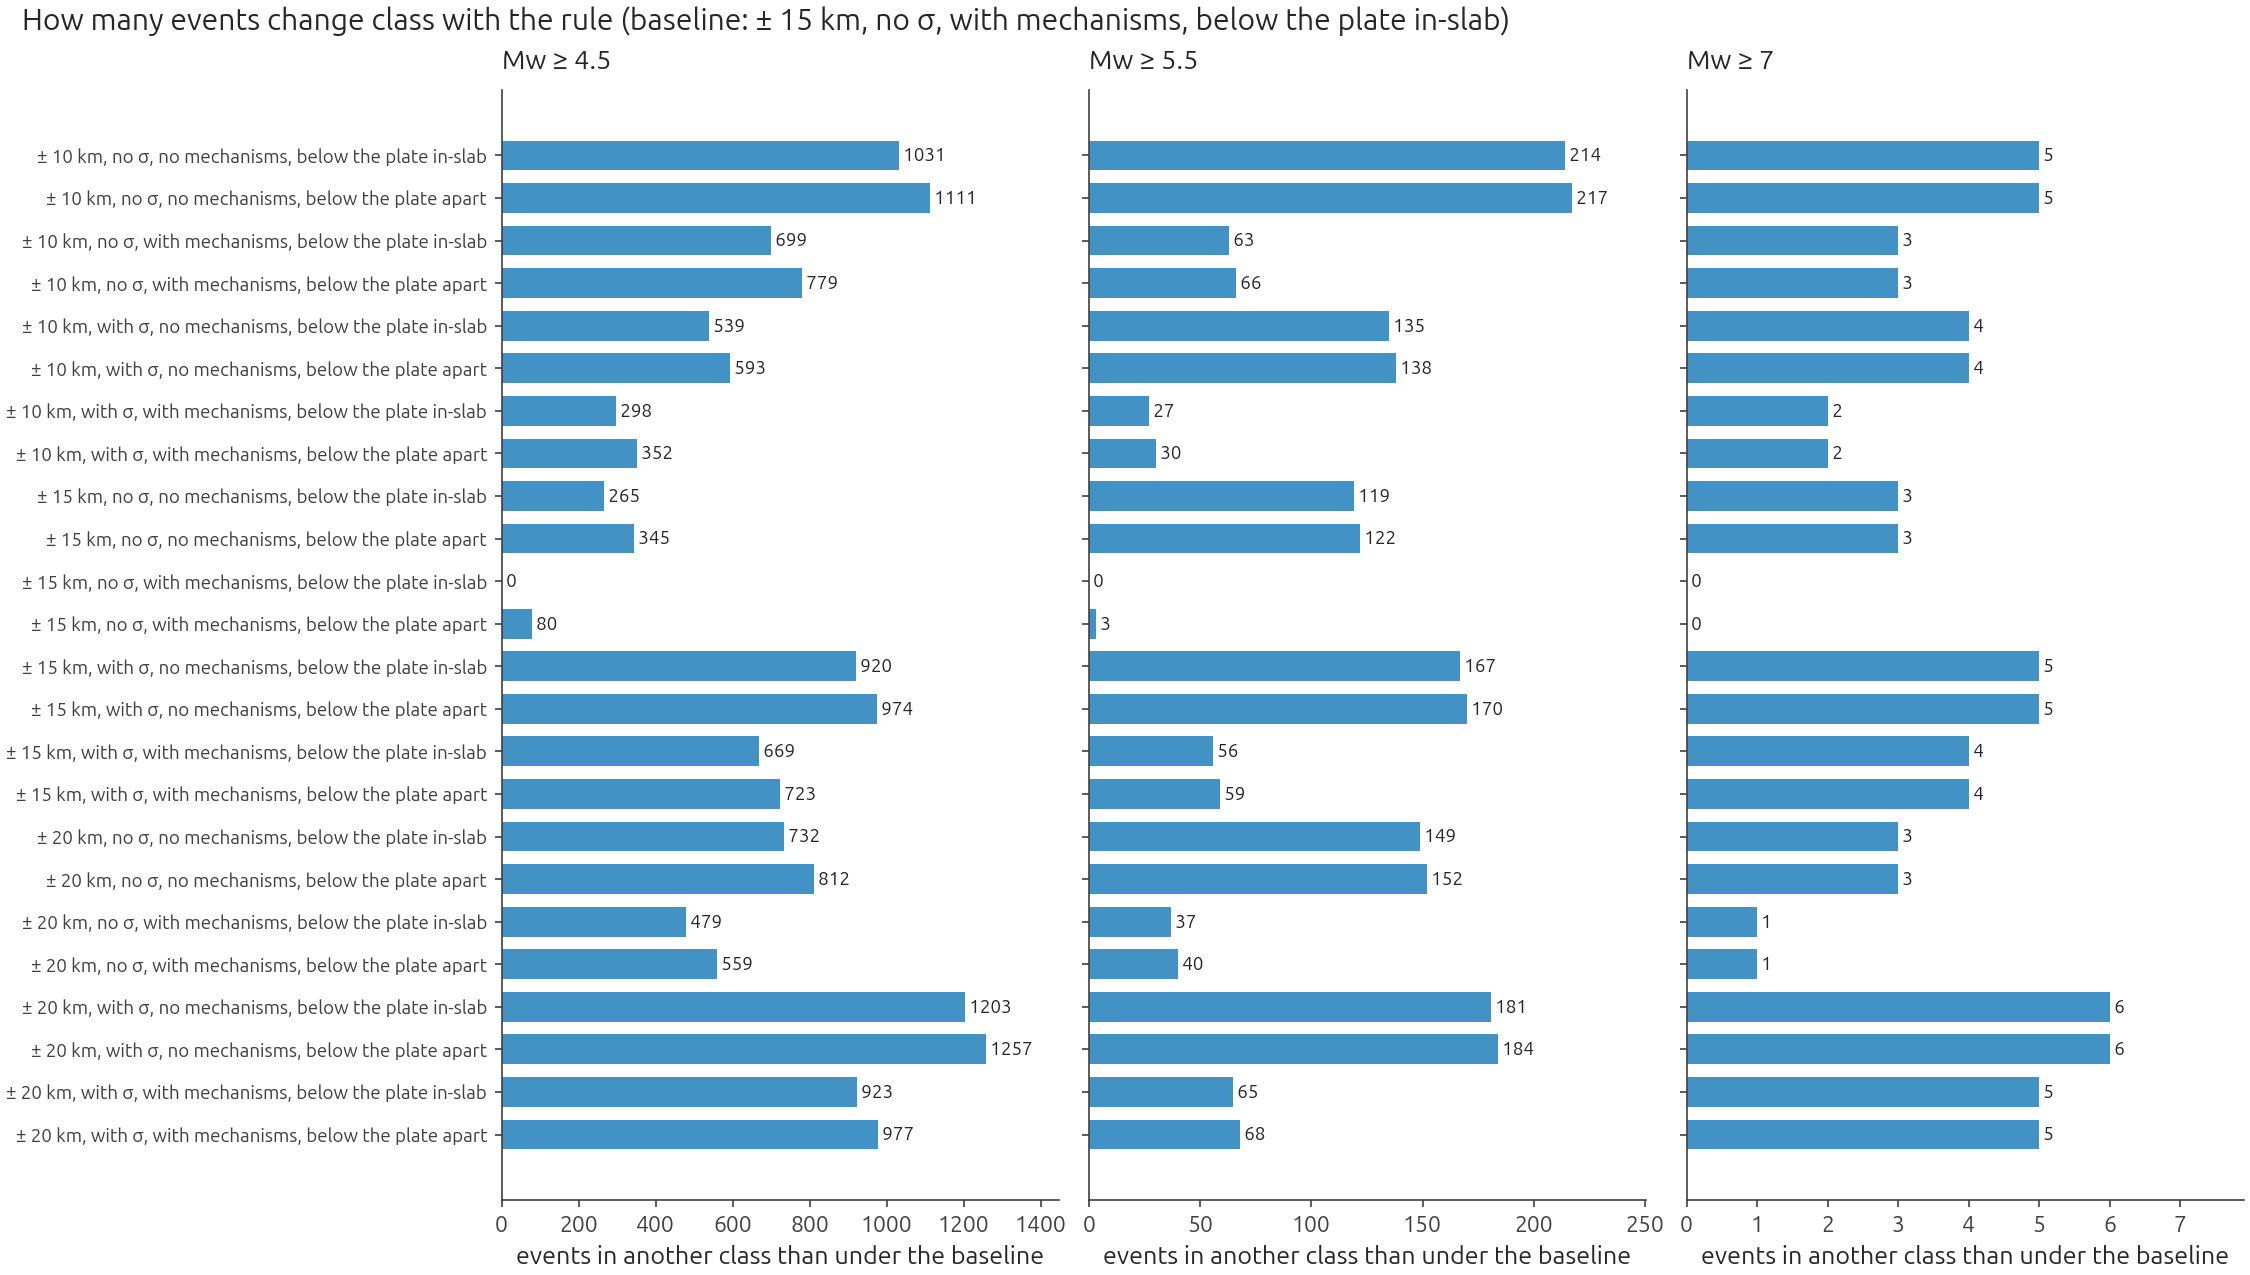 How many events change class with the rule (baseline: ± 15 km, no σ, with mechanisms, below the plate in-slab)
Mw ≥ 4.5
Mw ≥ 5.5
Mw ≥ 7
± 10 km, no σ, no mechanisms, below the plate in-slab 1031 214 5
± 10 km, no σ, no mechanisms, below the plate apart 1111 217 5
± 10 km, no σ, with mechanisms, below the plate in-slab 699 63 3
± 10 km, no σ, with mechanisms, below the plate apart 779 66 3
± 10 km, with σ, no mechanisms, below the plate in-slab 539 135 4
± 10 km, with σ, no mechanisms, below the plate apart 593 138 4
± 10 km, with σ, with mechanisms, below the plate in-slab 298 27 2
± 10 km, with σ, with mechanisms, below the plate apart 352 30 2
± 15 km, no σ, no mechanisms, below the plate in-slab 265 119 3
± 15 km, no σ, no mechanisms, below the plate apart 345 122 3
± 15 km, no σ, with mechanisms, below the plate in-slab 0 0 0
± 15 km, no σ, with mechanisms, below the plate apart 80 3 0
± 15 km, with σ, no mechanisms, below the plate in-slab 920 167 5
± 15 km, with σ, no mechanisms, below the plate apart 974 170 5
± 15 km, with σ, with mechanisms, below the plate in-slab 669 56 4
± 15 km, with σ, with mechanisms, below the plate apart 723 59 4
± 20 km, no σ, no mechanisms, below the plate in-slab 732 149 3
± 20 km, no σ, no mechanisms, below the plate apart 812 152 3
± 20 km, no σ, with mechanisms, below the plate in-slab 479 37 1
± 20 km, no σ, with mechanisms, below the plate apart 559 40 1
± 20 km, with σ, no mechanisms, below the plate in-slab 1203 181 6
± 20 km, with σ, no mechanisms, below the plate apart 1257 184 6
± 20 km, with σ, with mechanisms, below the plate in-slab 923 65 5
± 20 km, with σ, with mechanisms, below the plate apart 977 68 5
0 200 400 600 800 1000 1200 1400
0 50 100 150 200 250
0 1 2 3 4 5 6 7
events in another class than under the baseline
events in another class than under the baseline
events in another class than under the baseline